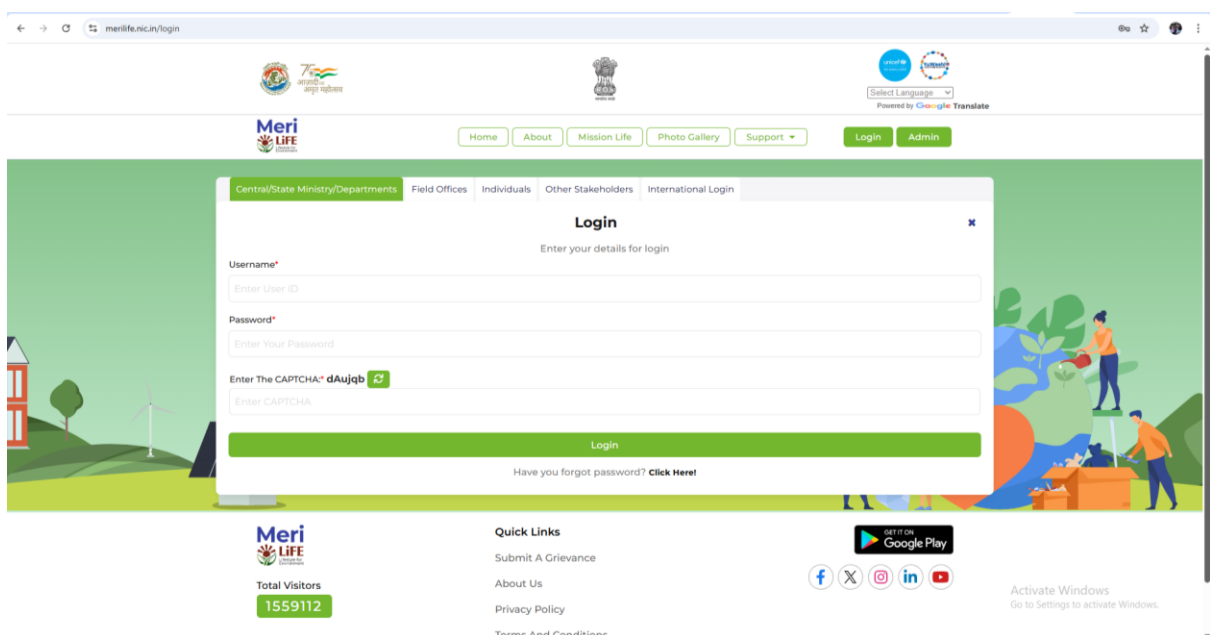 merilife.nic.in/login
आज़ादी का
अमृत महोत्सव
unicef
Select Language
Powered by Google Translate
Meri
LiFE
Home About Mission Life Photo Gallery Support Login Admin
Central/State Ministry/Departments Field Offices Individuals Other Stakeholders International Login
Login
Enter your details for login
Username*
Enter User ID
Password*
Enter Your Password
Enter The CAPTCHA:* dAujqb
Enter CAPTCHA
Login
Have you forgot password? Click Here!
Meri
LiFE
Total Visitors
1559112
Quick Links
Submit A Grievance
About Us
Privacy Policy
Terms And Conditions
GET IT ON
Google Play
Activate Windows
Go to Settings to activate Windows.